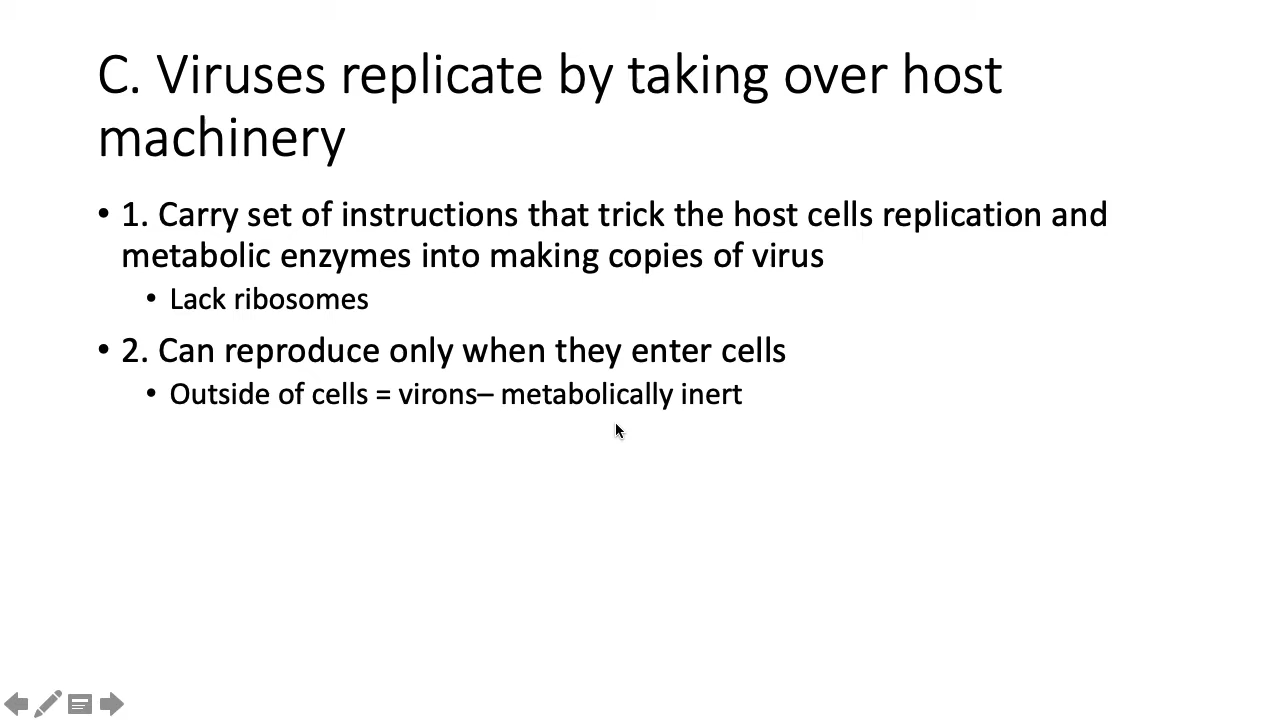 C. Viruses replicate by taking over host
machinery
• 1. Carry set of instructions that trick the host cells replication and
metabolic enzymes into making copies of virus
• Lack ribosomes
• 2. Can reproduce only when they enter cells
• Outside of cells = virons– metabolically inert